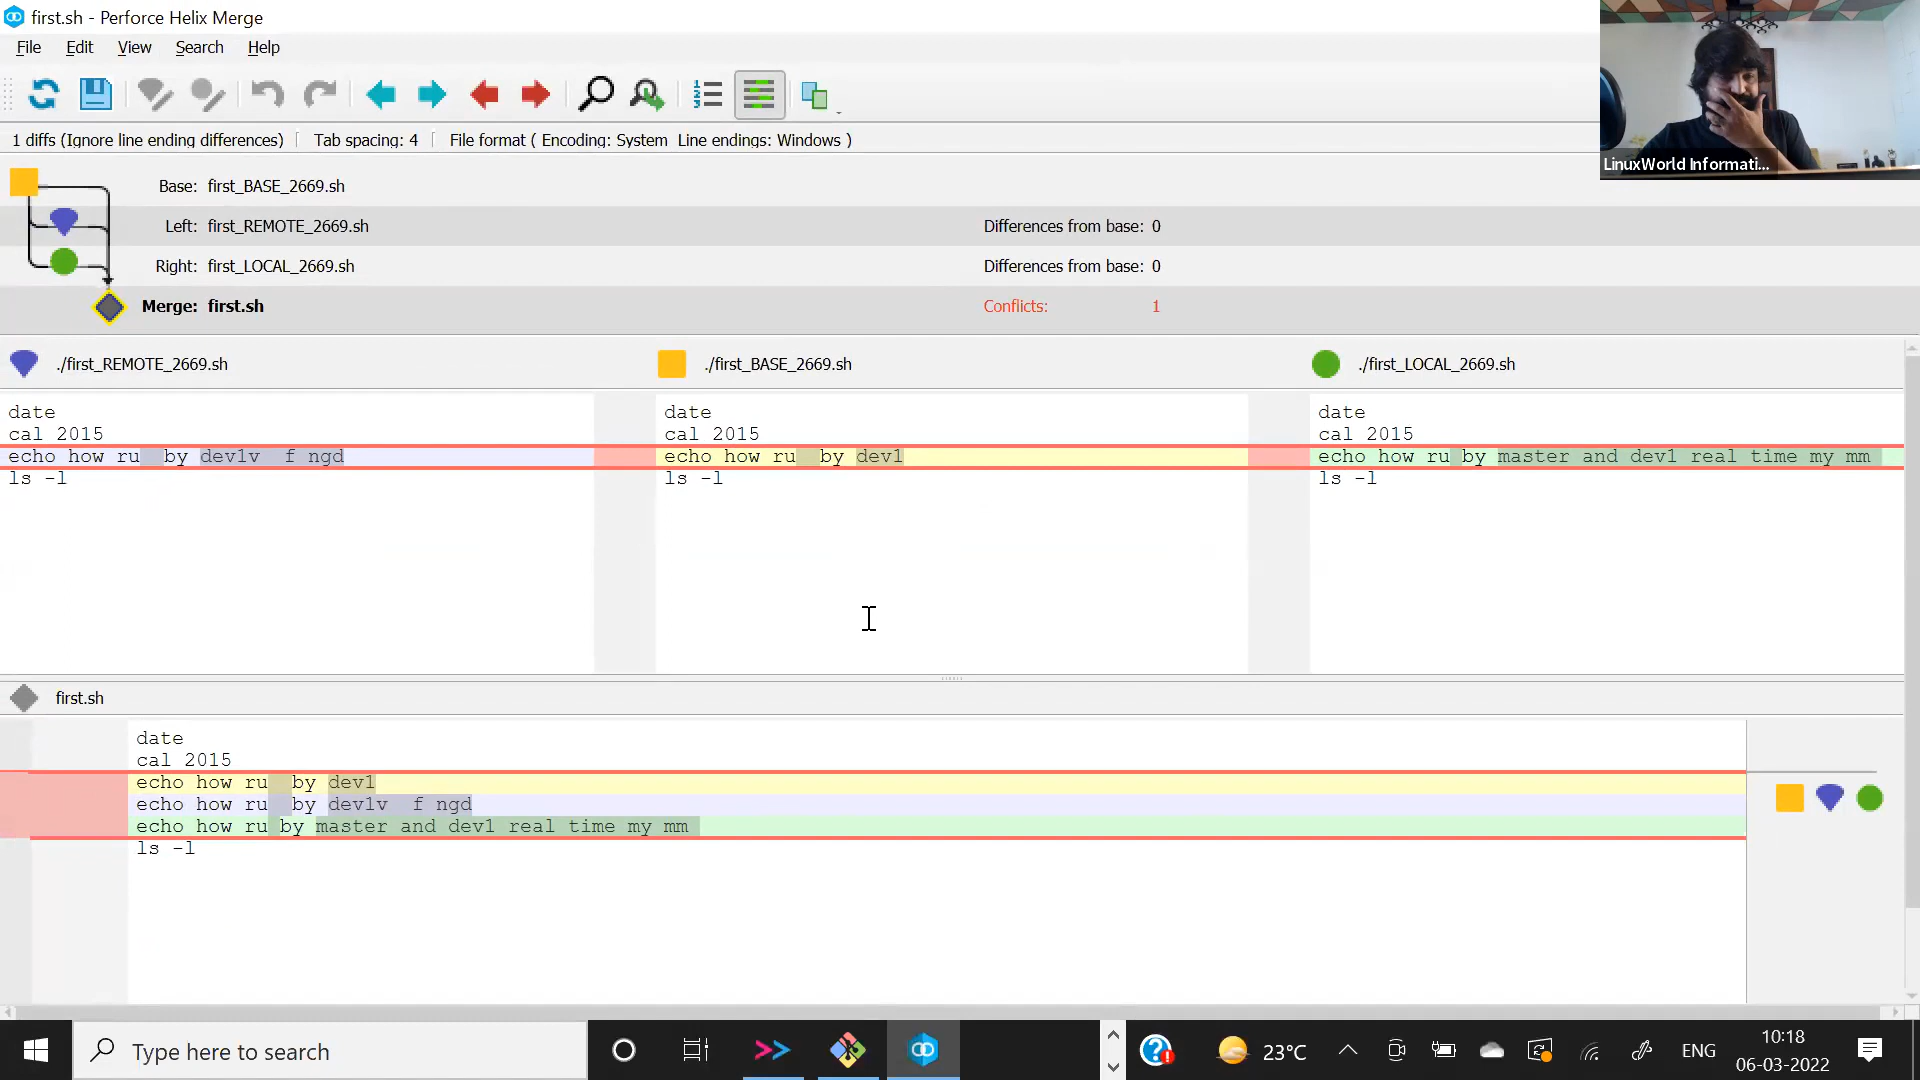 first.sh - Perforce Helix Merge
File Edit View Search Help
1 diffs (Ignore line ending differences) Tab spacing: 4 File format ( Encoding: System Line endings: Windows )
LinuxWorld Informati...
Base: first_BASE_2669.sh
Left: first_REMOTE_2669.sh Differences from base: 0
Right: first_LOCAL_2669.sh Differences from base: 0
Merge: first.sh Conflicts: 1
./first_REMOTE_2669.sh
date
cal 2015
echo how ru  by dev1v  f ngd
ls -l
./first_BASE_2669.sh
date
cal 2015
echo how ru  by dev1
ls -l
./first_LOCAL_2669.sh
date
cal 2015
echo how ru by master and dev1 real time my mm
ls -l
first.sh
date
cal 2015
echo how ru  by dev1
echo how ru  by dev1v  f ngd
echo how ru by master and dev1 real time my mm
ls -l
Type here to search
23°C
ENG
10:18
06-03-2022